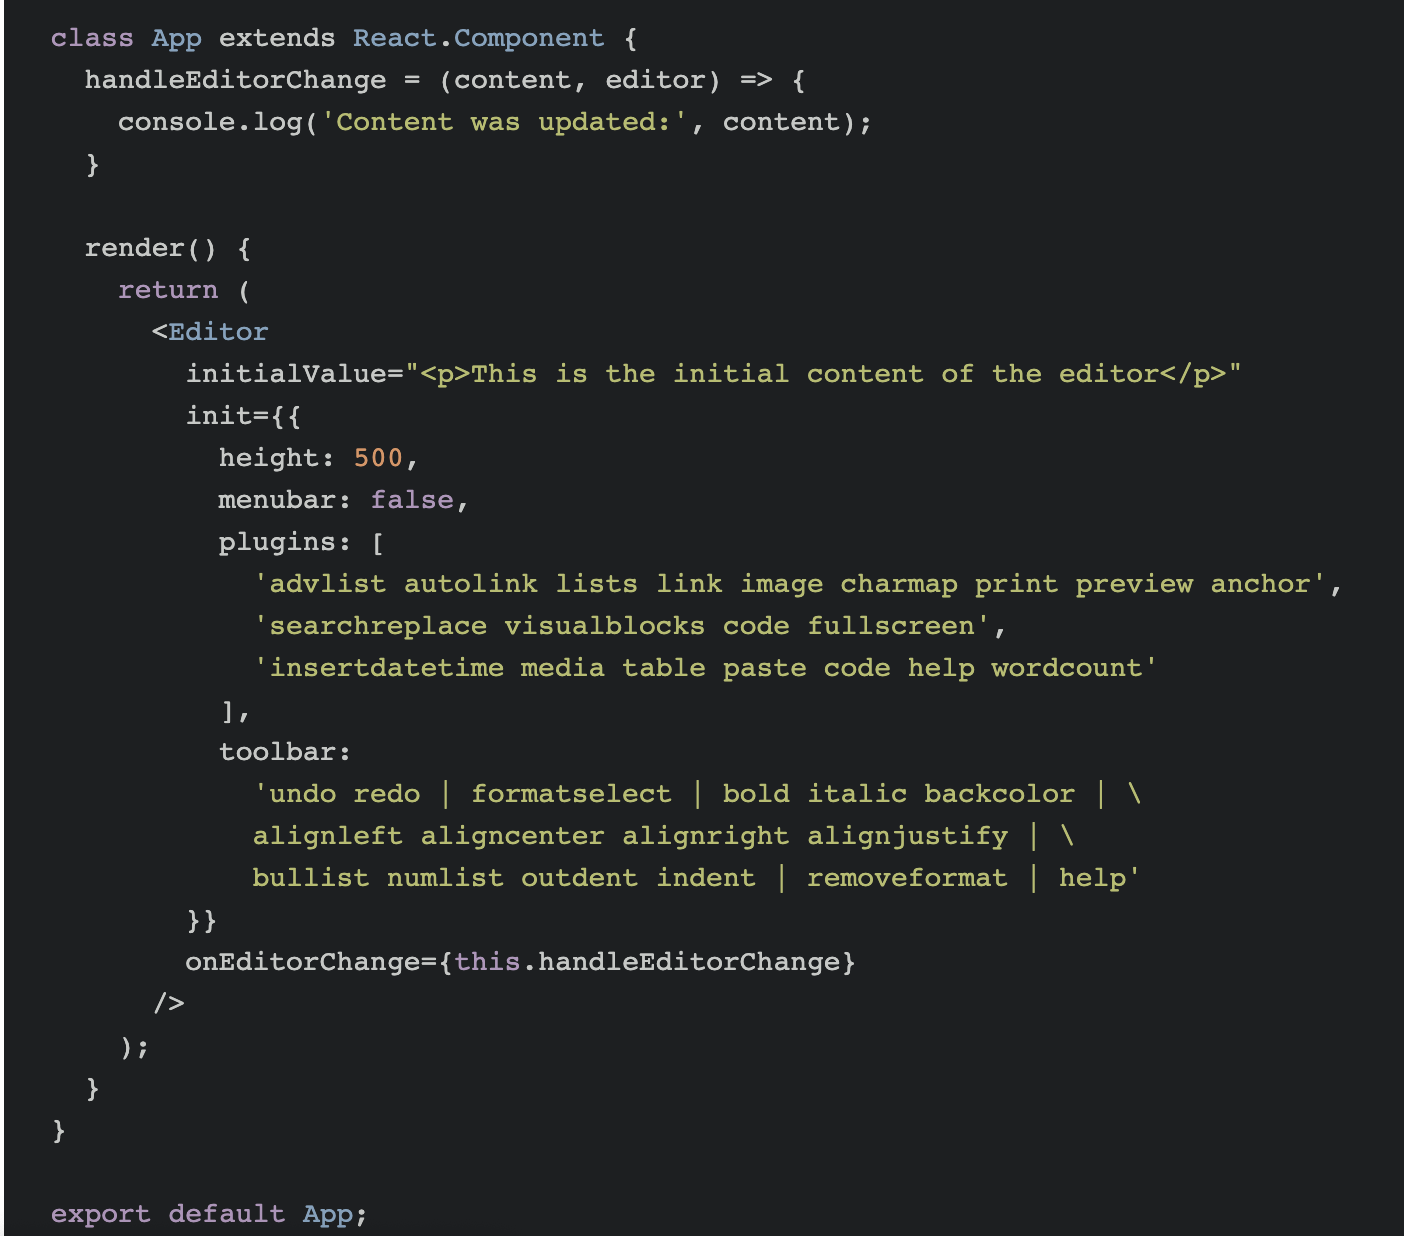 class App extends React.Component {
  handleEditorChange = (content, editor) => {
    console.log('Content was updated:', content);
  }

  render() {
    return (
      <Editor
        initialValue="<p>This is the initial content of the editor</p>"
        init={{
          height: 500,
          menubar: false,
          plugins: [
            'advlist autolink lists link image charmap print preview anchor',
            'searchreplace visualblocks code fullscreen',
            'insertdatetime media table paste code help wordcount'
          ],
          toolbar:
            'undo redo | formatselect | bold italic backcolor | \
            alignleft aligncenter alignright alignjustify | \
            bullist numlist outdent indent | removeformat | help'
        }}
        onEditorChange={this.handleEditorChange}
      />
    );
  }
}

export default App;